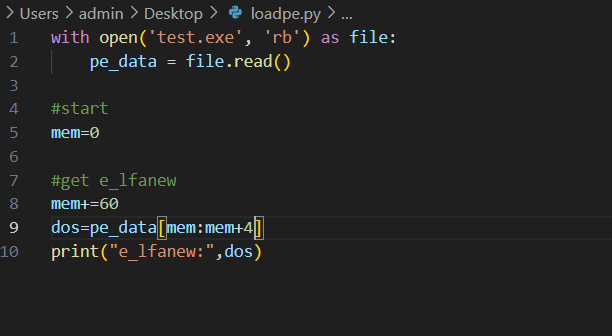 Users > admin > Desktop > loadpe.py > ...
1 with open('test.exe', 'rb') as file:
2     pe_data = file.read()
3
4 #start
5 mem=0
6
7 #get e_lfanew
8 mem+=60
9 dos=pe_data[mem:mem+4]
10 print("e_lfanew:",dos)